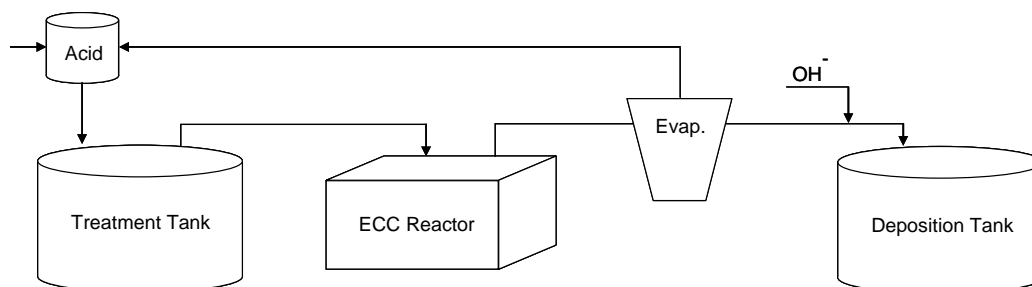 Acid
OH-
Evap.
Treatment Tank
ECC Reactor
Deposition Tank